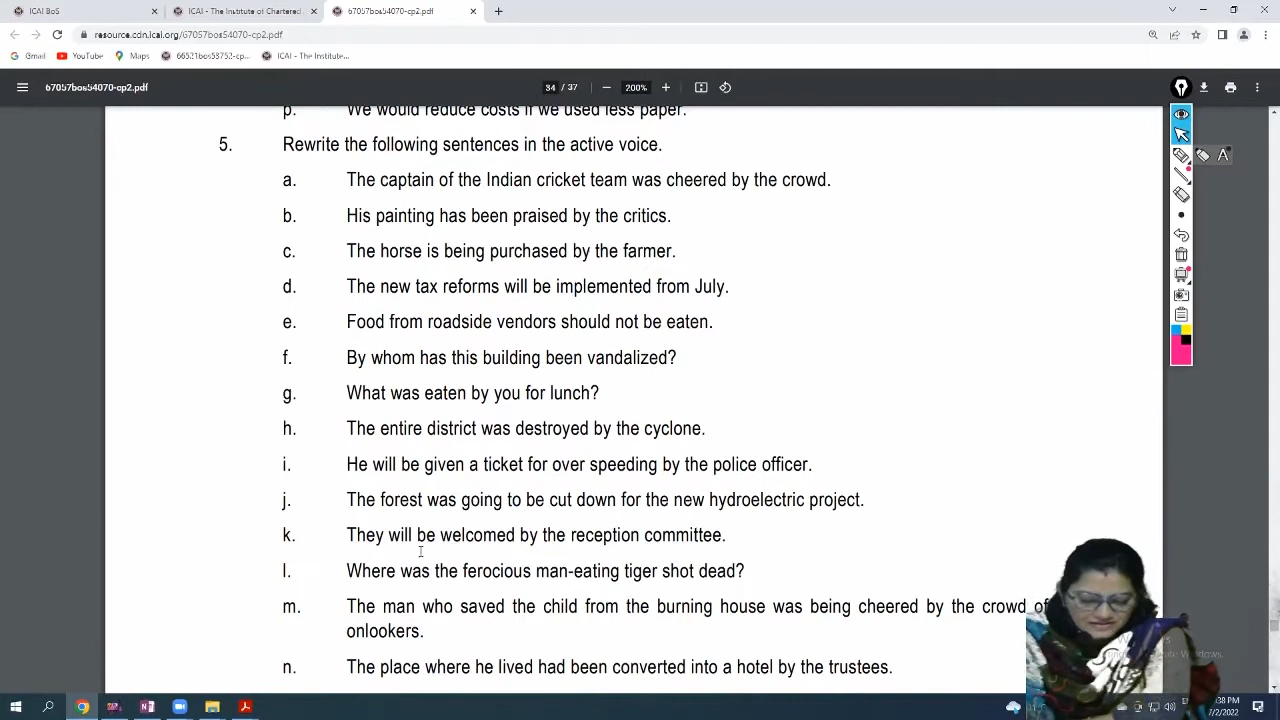 ICAI BoS
ICAI - The Institute of Chartered
67057bos54070-cp2.pdf
resource.cdn.icai.org/67057bos54070-cp2.pdf
Gmail YouTube Maps 66521bos53752-cp... ICAI - The Institute...
67057bos54070-cp2.pdf 34 / 37 200%
p. We would reduce costs if we used less paper.
5. Rewrite the following sentences in the active voice.
a. The captain of the Indian cricket team was cheered by the crowd.
b. His painting has been praised by the critics.
c. The horse is being purchased by the farmer.
d. The new tax reforms will be implemented from July.
e. Food from roadside vendors should not be eaten.
f. By whom has this building been vandalized?
g. What was eaten by you for lunch?
h. The entire district was destroyed by the cyclone.
i. He will be given a ticket for over speeding by the police officer.
j. The forest was going to be cut down for the new hydroelectric project.
k. They will be welcomed by the reception committee.
l. Where was the ferocious man-eating tiger shot dead?
m. The man who saved the child from the burning house was being cheered by the crowd of
onlookers.
n. The place where he lived had been converted into a hotel by the trustees.
Windows.
7/2/2022